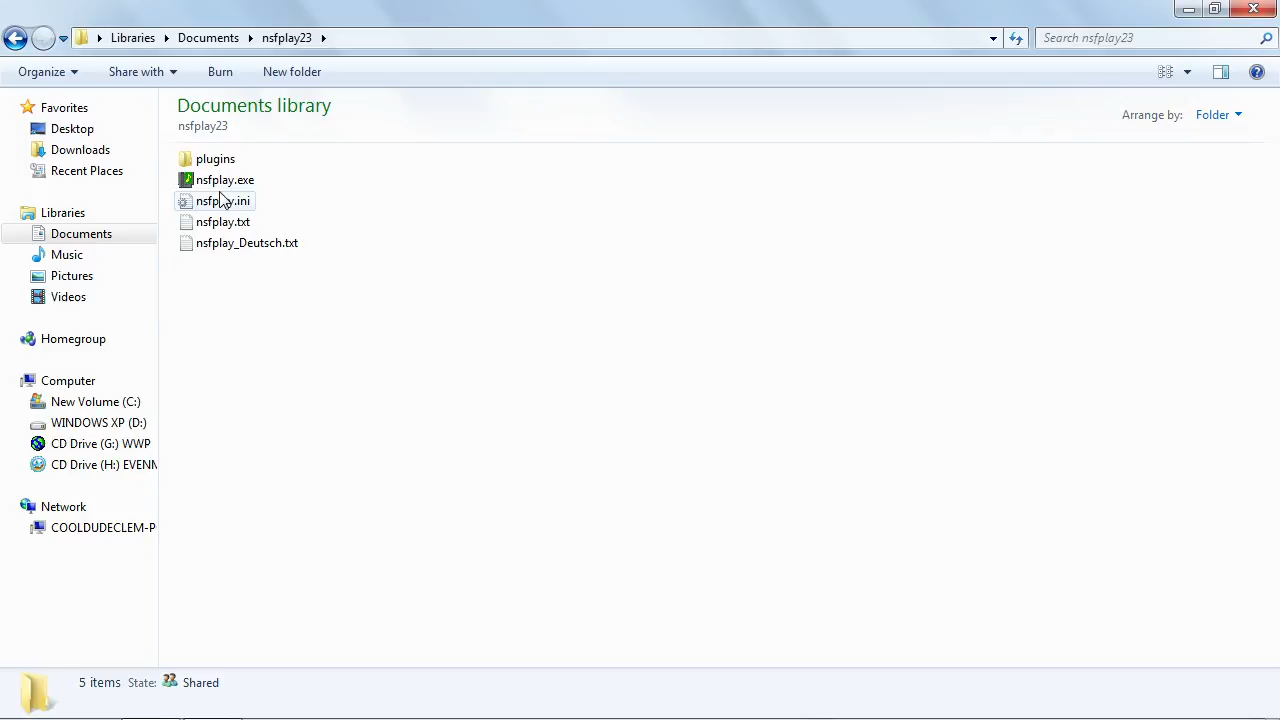 Libraries Documents nsfplay23
Search nsfplay23
Organize Share with Burn New folder
Favorites
Desktop
Downloads
Recent Places
Libraries
Documents
Music
Pictures
Videos
Homegroup
Computer
New Volume (C:)
WINDOWS XP (D:)
CD Drive (G:) WWP
CD Drive (H:) EVENM
Network
COOLDUDECLEM-P
Documents library
nsfplay23
Arrange by: Folder
plugins
nsfplay.exe
nsfplay.ini
nsfplay.txt
nsfplay_Deutsch.txt
5 items State: Shared